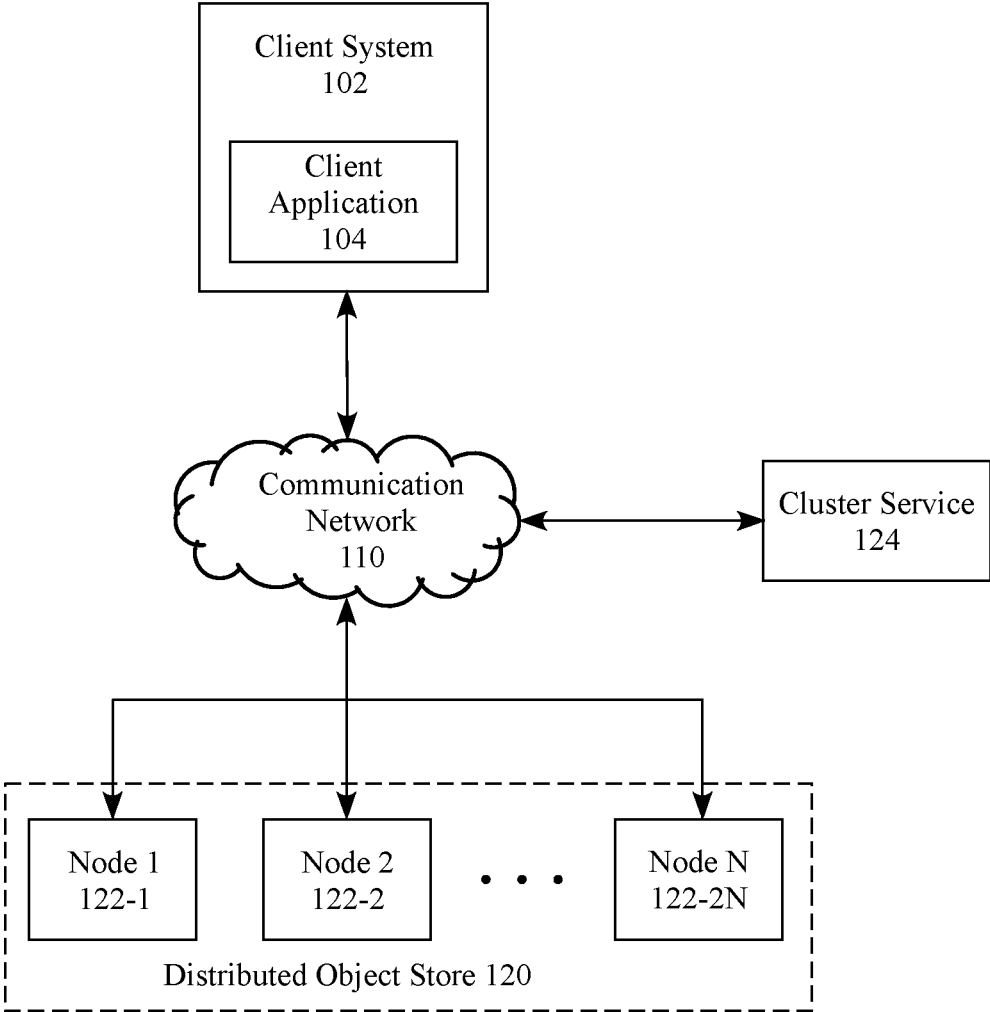 Client System
102
Client
Application
104
Communication
Network
110
Cluster Service
124
Node 1
122-1
Node 2
122-2
Node N
122-2N
Distributed Object Store 120